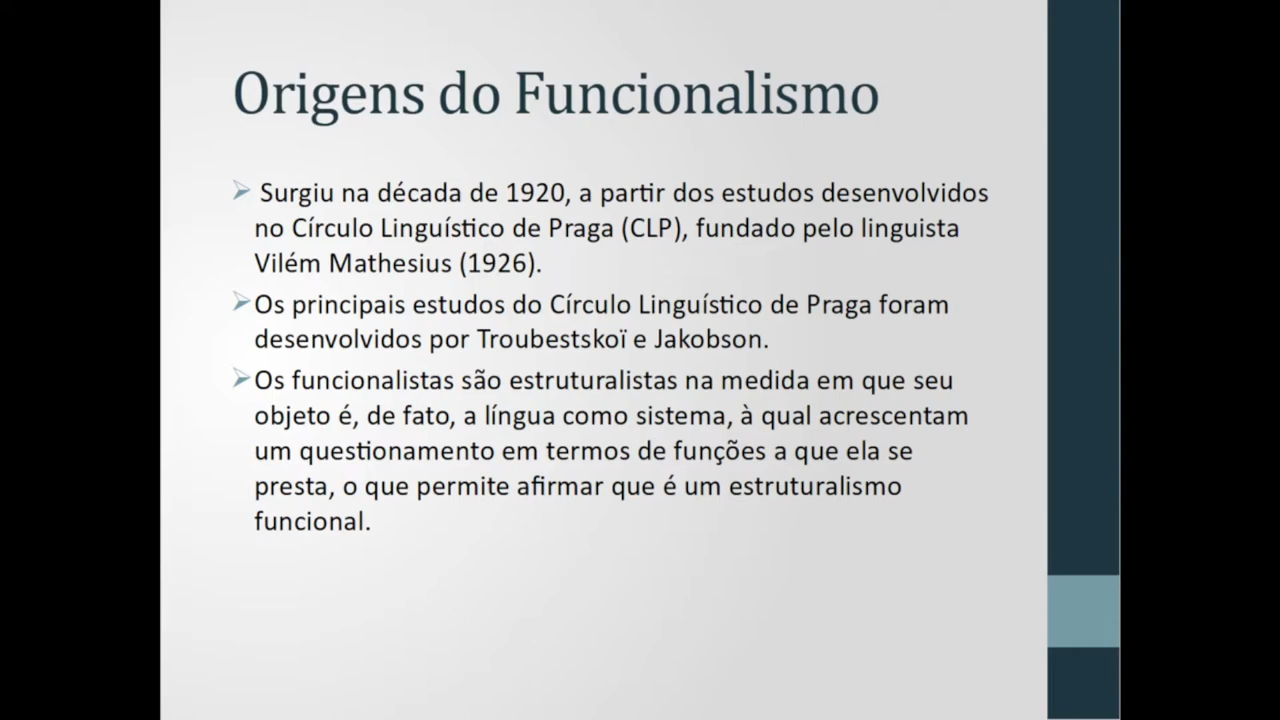 Origens do Funcionalismo
Surgiu na década de 1920, a partir dos estudos desenvolvidos
no Círculo Linguístico de Praga (CLP), fundado pelo linguista
Vilém Mathesius (1926).
Os principais estudos do Círculo Linguístico de Praga foram
desenvolvidos por Troubestskoï e Jakobson.
Os funcionalistas são estruturalistas na medida em que seu
objeto é, de fato, a língua como sistema, à qual acrescentam
um questionamento em termos de funções a que ela se
presta, o que permite afirmar que é um estruturalismo
funcional.